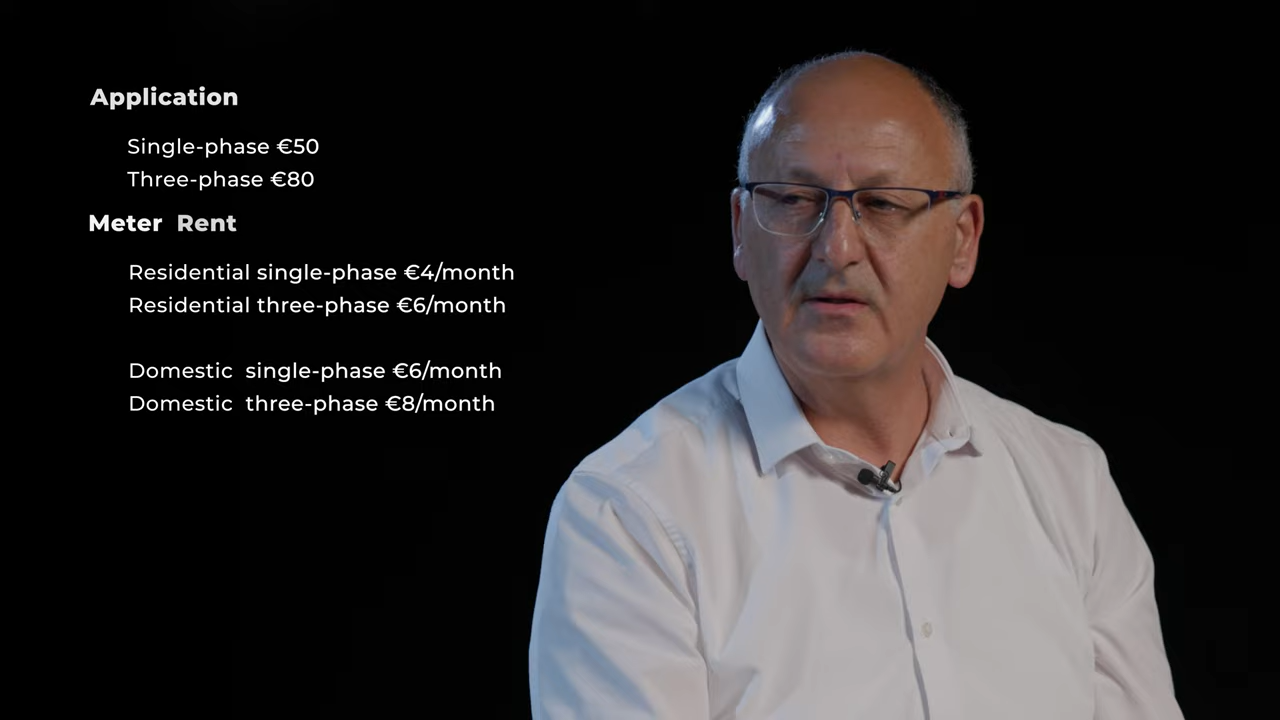 Application
Single-phase €50
Three-phase €80
Meter Rent
Residential single-phase €4/month
Residential three-phase €6/month
Domestic single-phase €6/month
Domestic three-phase €8/month